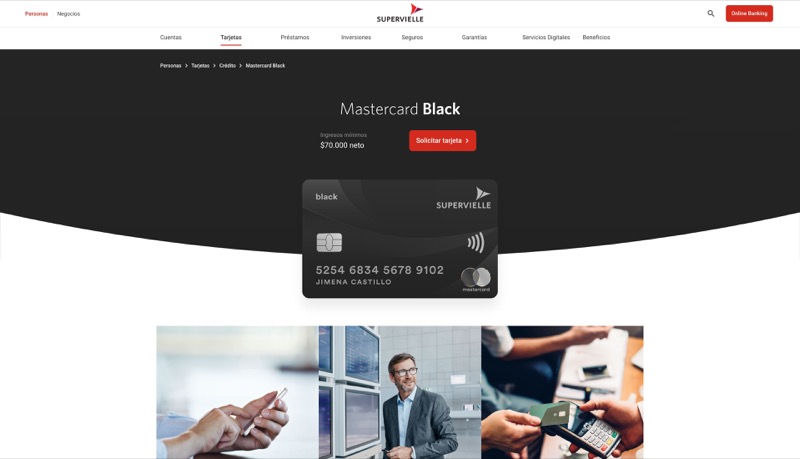 Personas Negocios
SUPERVIELLE
Online Banking
Cuentas Tarjetas Préstamos Inversiones Seguros Garantías Servicios Digitales Beneficios
Personas > Tarjetas > Crédito > Mastercard Black
Mastercard Black
Ingresos mínimos
$70.000 neto
Solicitar tarjeta >
black
SUPERVIELLE
5254 6834 5678 9102
JIMENA CASTILLO
mastercard